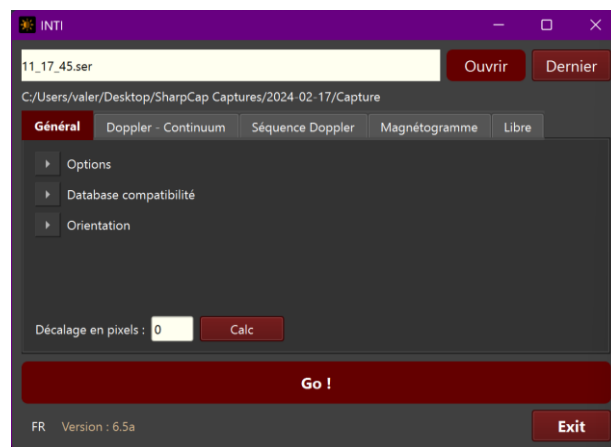 INTI
11_17_45.ser Ouvrir Dernier
C:/Users/valer/Desktop/SharpCap Captures/2024-02-17/Capture
Général Doppler - Continuum Séquence Doppler Magnétogramme Libre
Options
Database compatibilité
Orientation
Décalage en pixels : 0 Calc
Go !
FR Version : 6.5a Exit